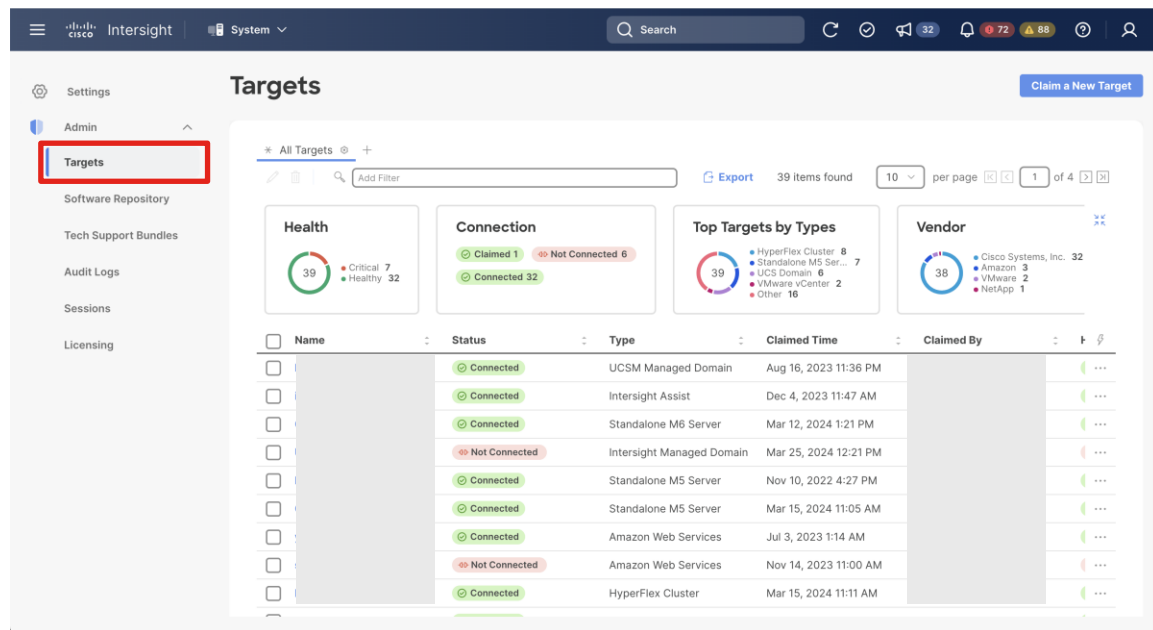 CISCO Intersight System Search 32 72 88
Settings
Admin
Targets
Software Repository
Tech Support Bundles
Audit Logs
Sessions
Licensing
Targets
Claim a New Target
All Targets
Add Filter Export 39 items found 10 per page 1 of 4
Health
39
Critical 7
Healthy 32
Connection
Claimed 1 Not Connected 6
Connected 32
Top Targets by Types
39
HyperFlex Cluster 8
Standalone M5 Ser... 7
UCS Domain 6
VMware vCenter 2
Other 16
Vendor
38
Cisco Systems, Inc. 32
Amazon 3
VMware 2
NetApp 1
Name Status Type Claimed Time Claimed By
Connected UCSM Managed Domain Aug 16, 2023 11:36 PM
Connected Intersight Assist Dec 4, 2023 11:47 AM
Connected Standalone M6 Server Mar 12, 2024 1:21 PM
Not Connected Intersight Managed Domain Mar 25, 2024 12:21 PM
Connected Standalone M5 Server Nov 10, 2022 4:27 PM
Connected Standalone M5 Server Mar 15, 2024 11:05 AM
Connected Amazon Web Services Jul 3, 2023 1:14 AM
Not Connected Amazon Web Services Nov 14, 2023 11:00 AM
Connected HyperFlex Cluster Mar 15, 2024 11:11 AM